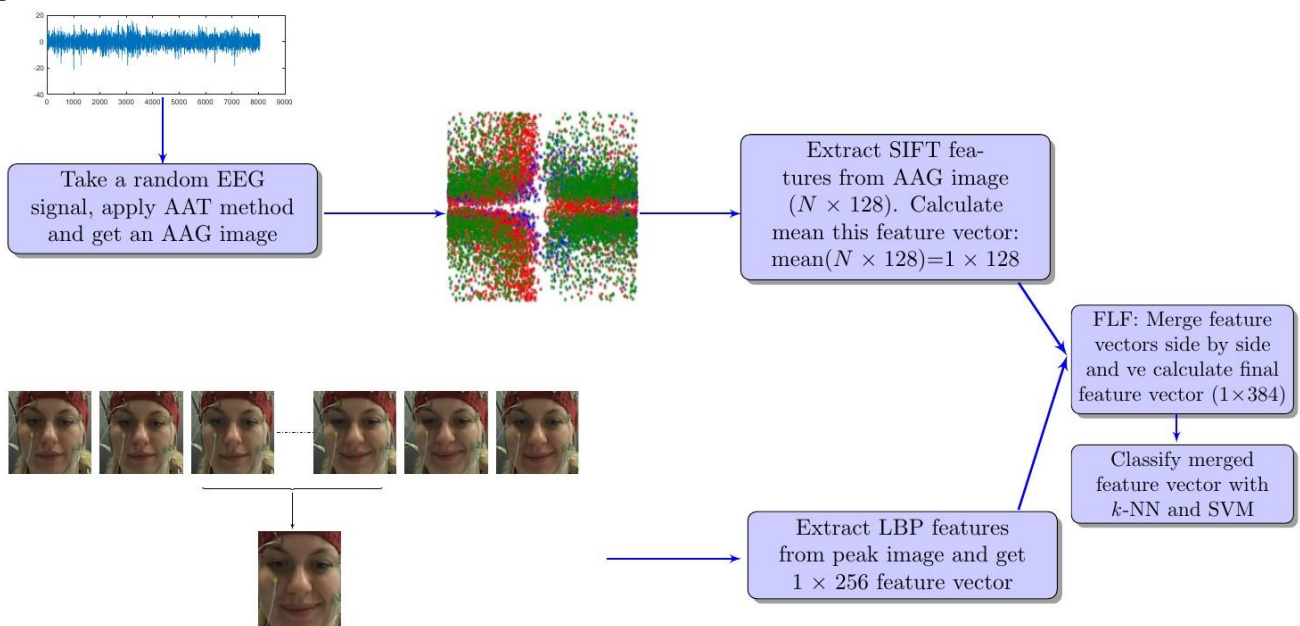 20
0
-20
-40
0 1000 2000 3000 4000 5000 6000 7000 8000 9000
Take a random EEG
signal, apply AAT method
and get an AAG image
Extract SIFT fea-
tures from AAG image
(N × 128). Calculate
mean this feature vector:
mean(N × 128)=1 × 128
FLF: Merge feature
vectors side by side
and ve calculate final
feature vector (1×384)
Classify merged
feature vector with
k-NN and SVM
Extract LBP features
from peak image and get
1 × 256 feature vector